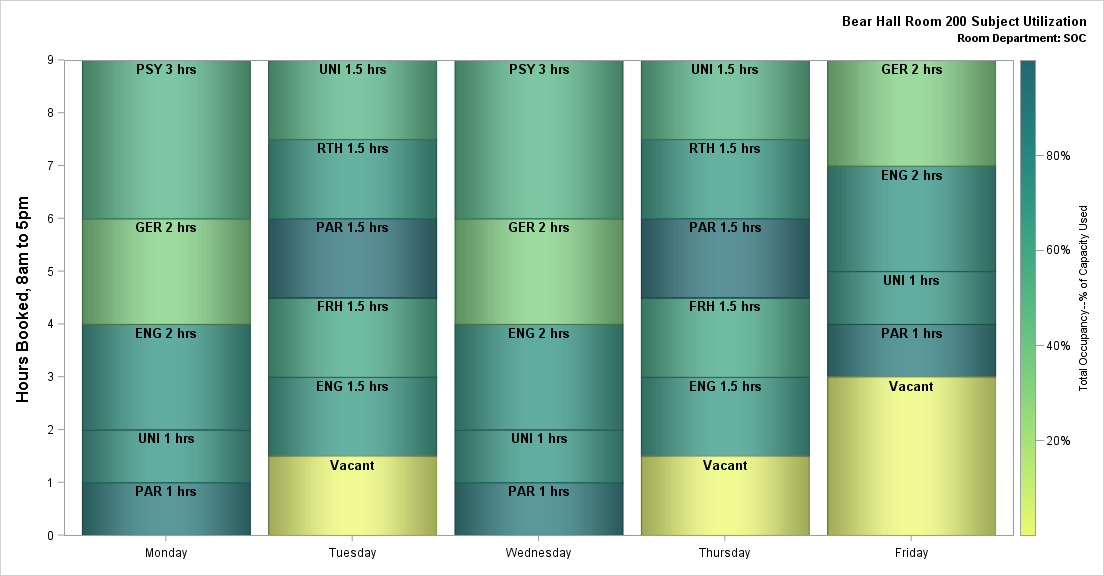 Bear Hall Room 200 Subject Utilization
Room Department: SOC
Hours Booked, 8am to 5pm
9
8
7
6
5
4
3
2
1
0
PSY 3 hrs
GER 2 hrs
ENG 2 hrs
UNI 1 hrs
PAR 1 hrs
UNI 1.5 hrs
RTH 1.5 hrs
PAR 1.5 hrs
FRH 1.5 hrs
ENG 1.5 hrs
Vacant
PSY 3 hrs
GER 2 hrs
ENG 2 hrs
UNI 1 hrs
PAR 1 hrs
UNI 1.5 hrs
RTH 1.5 hrs
PAR 1.5 hrs
FRH 1.5 hrs
ENG 1.5 hrs
Vacant
GER 2 hrs
ENG 2 hrs
UNI 1 hrs
PAR 1 hrs
Vacant
Monday
Tuesday
Wednesday
Thursday
Friday
80%
60%
40%
20%
Total Occupancy--% of Capacity Used